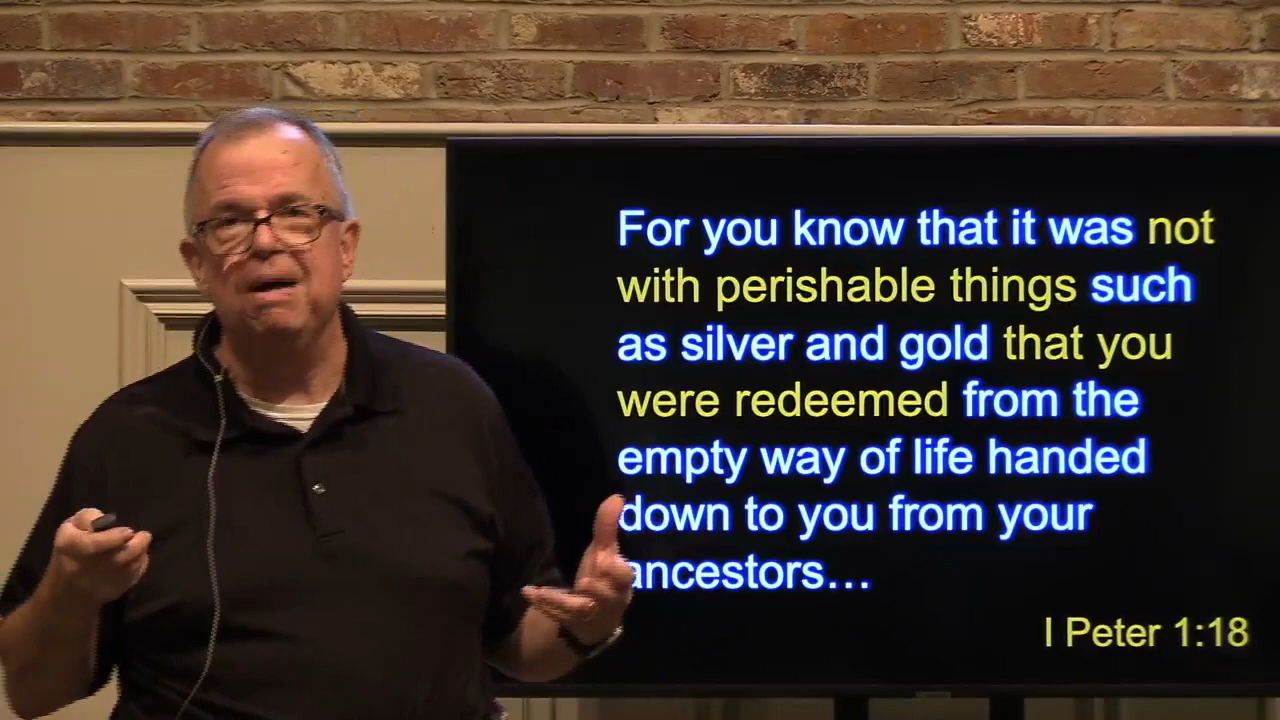 For you know that it was not
with perishable things such
as silver and gold that you
were redeemed from the
empty way of life handed
down to you from your
ancestors…
I Peter 1:18